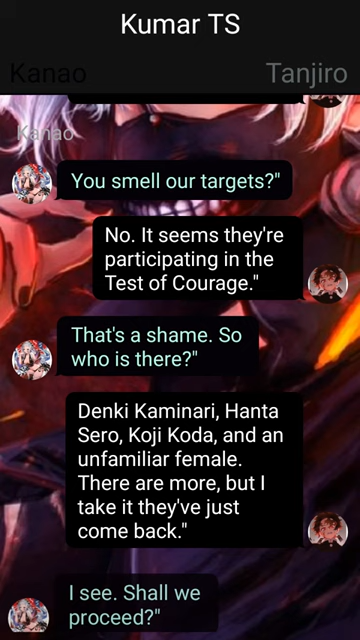 Kumar TS
Kanao
Tanjiro
Kanao
You smell our targets?"
No. It seems they're
participating in the
Test of Courage."
That's a shame. So
who is there?"
Denki Kaminari, Hanta
Sero, Koji Koda, and an
unfamiliar female.
There are more, but I
take it they've just
come back."
I see. Shall we
proceed?"